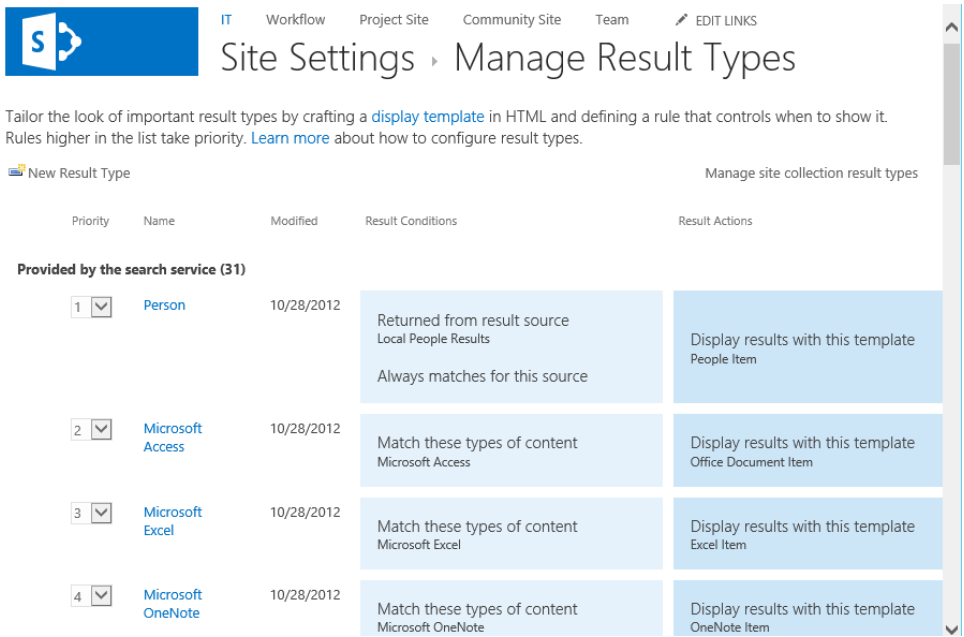 S
IT Workflow Project Site Community Site Team EDIT LINKS
Site Settings › Manage Result Types
Tailor the look of important result types by crafting a display template in HTML and defining a rule that controls when to show it.
Rules higher in the list take priority. Learn more about how to configure result types.
New Result Type Manage site collection result types
Priority Name Modified Result Conditions Result Actions
Provided by the search service (31)
1 Person 10/28/2012
Returned from result source
Local People Results
Always matches for this source
Display results with this template
People Item
2 Microsoft Access 10/28/2012
Match these types of content
Microsoft Access
Display results with this template
Office Document Item
3 Microsoft Excel 10/28/2012
Match these types of content
Microsoft Excel
Display results with this template
Excel Item
4 Microsoft OneNote 10/28/2012
Match these types of content
Microsoft OneNote
Display results with this template
OneNote Item